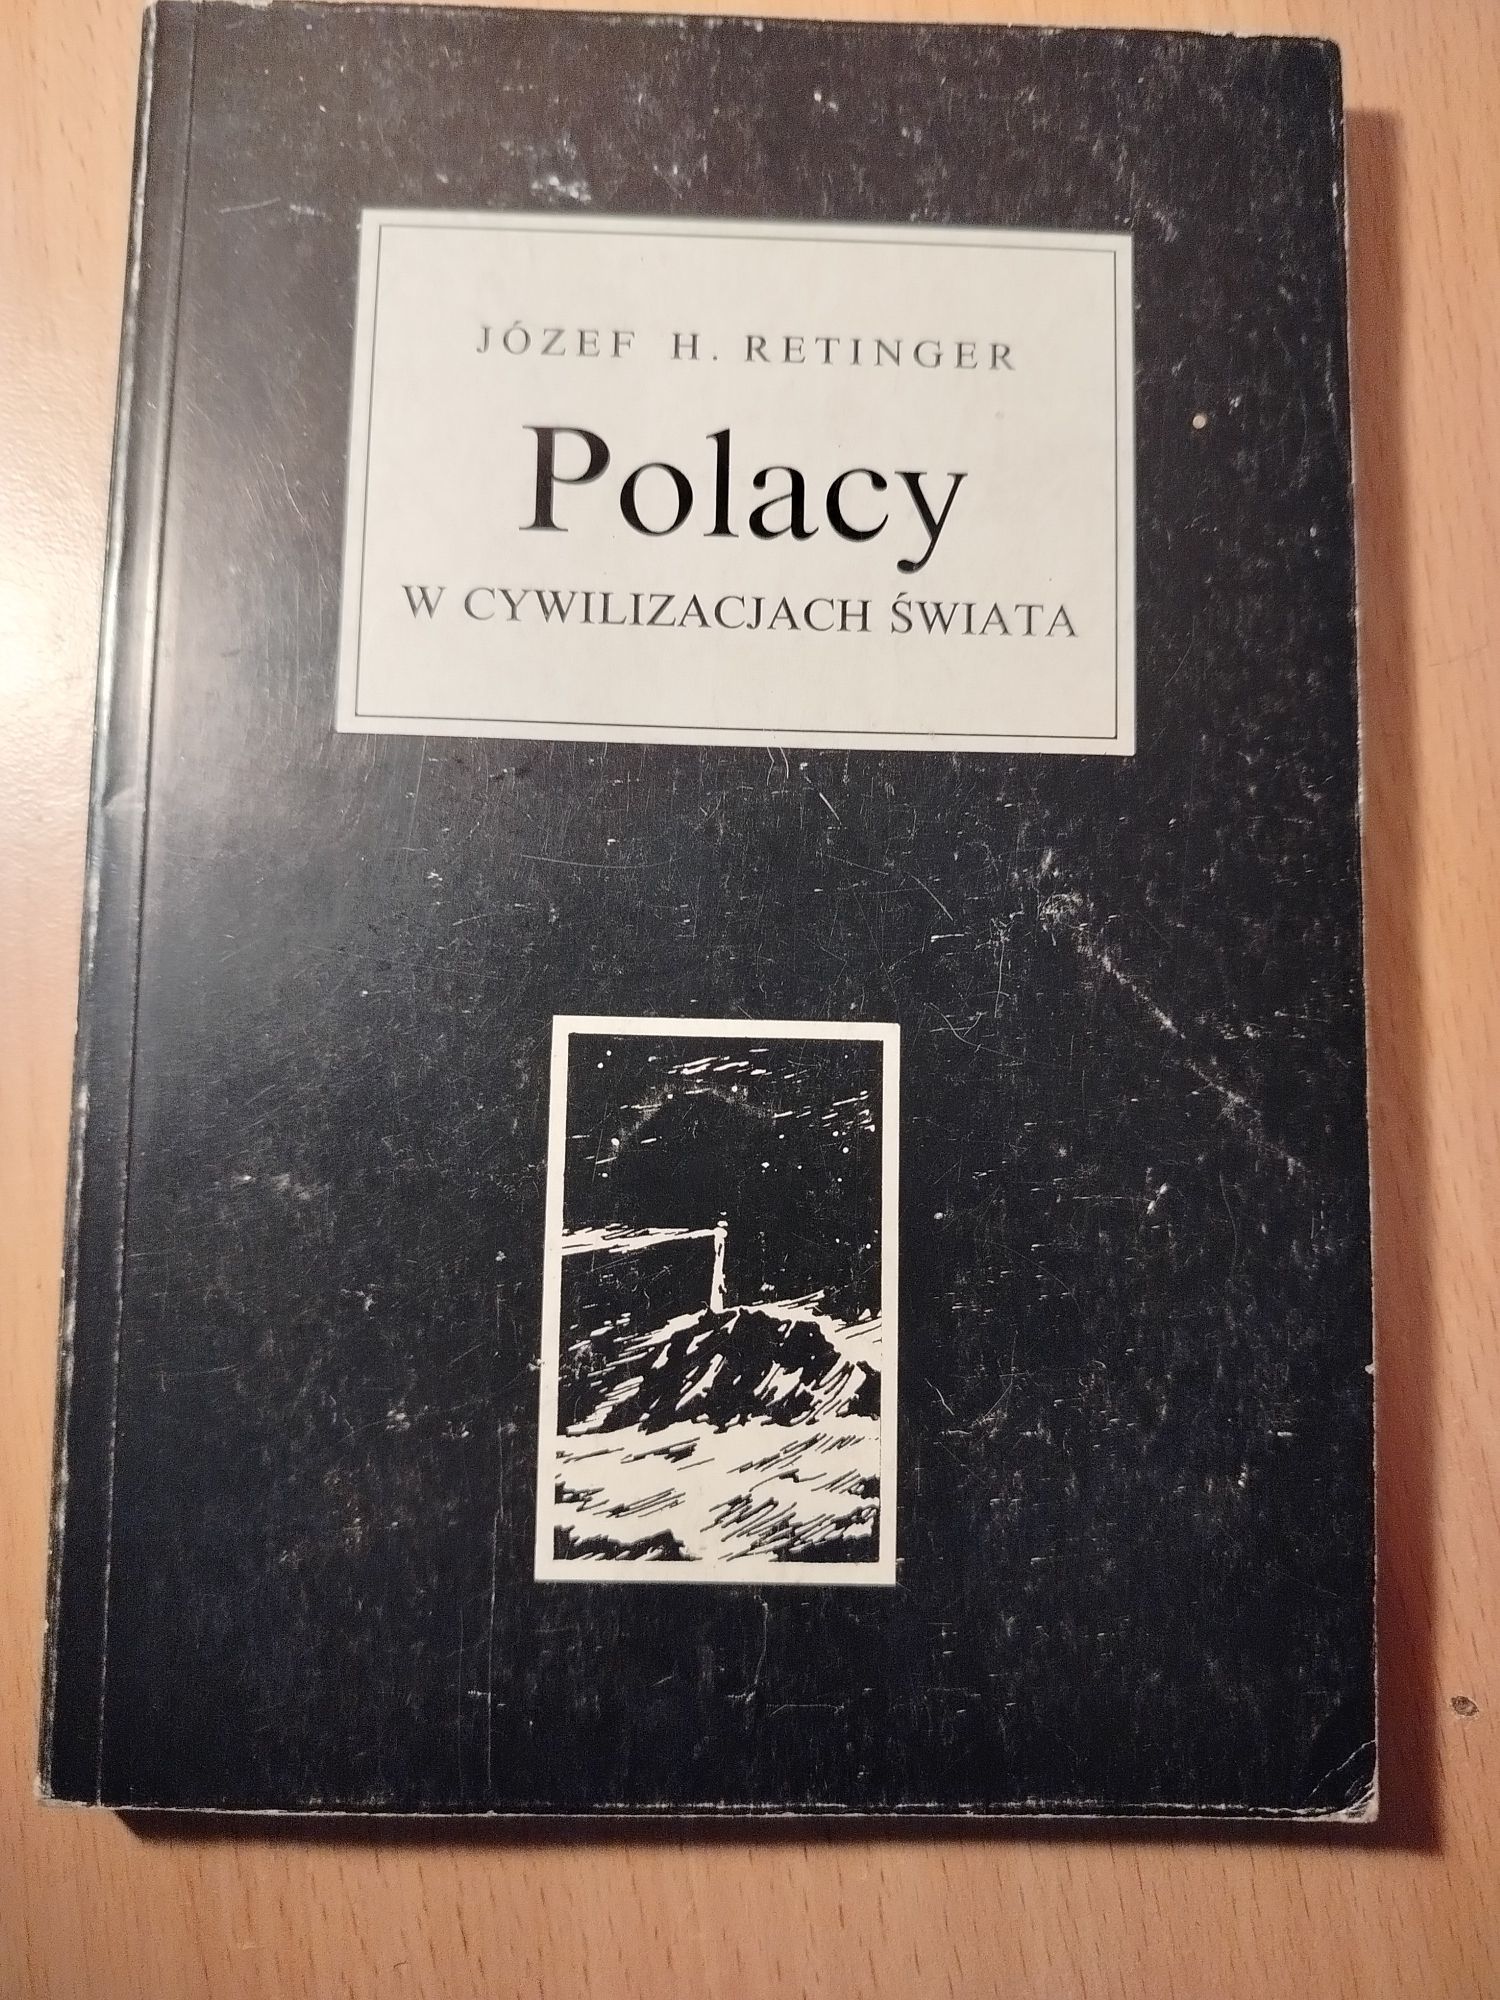 JÓZEF H. RETINGER
Polacy
W CYWILIZACJACH ŚWIATA